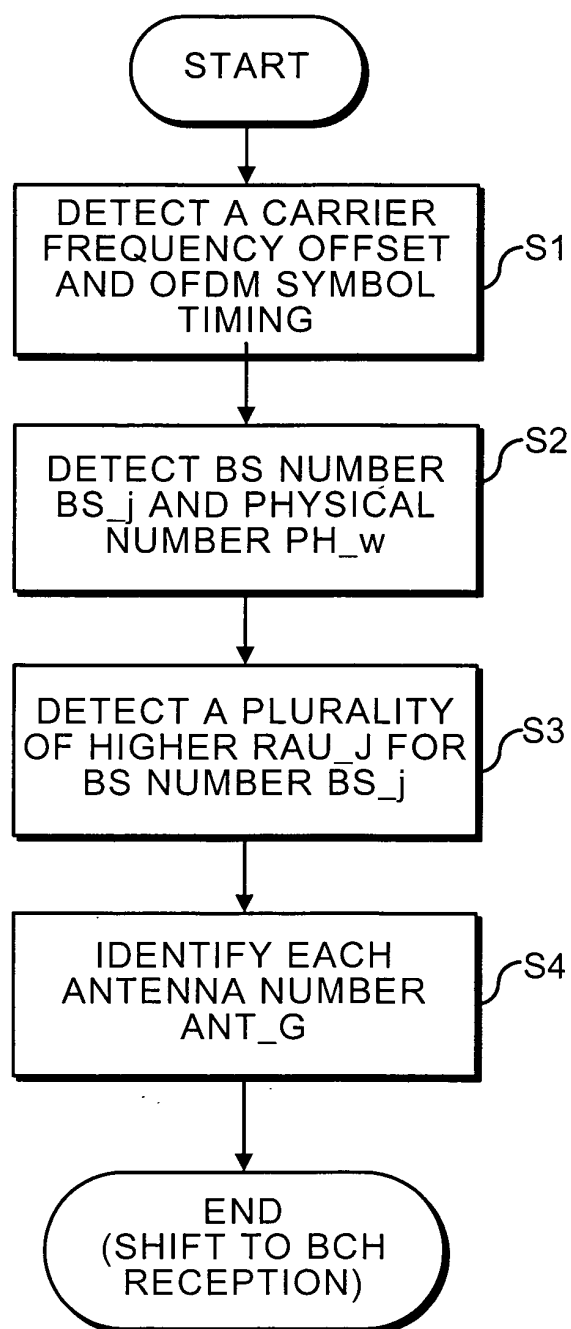 START
DETECT A CARRIER
FREQUENCY OFFSET
AND OFDM SYMBOL
TIMING
S1
DETECT BS NUMBER
BS_j AND PHYSICAL
NUMBER PH_w
S2
DETECT A PLURALITY
OF HIGHER RAU_J FOR
BS NUMBER BS_j
S3
IDENTIFY EACH
ANTENNA NUMBER
ANT_G
S4
END
(SHIFT TO BCH
RECEPTION)